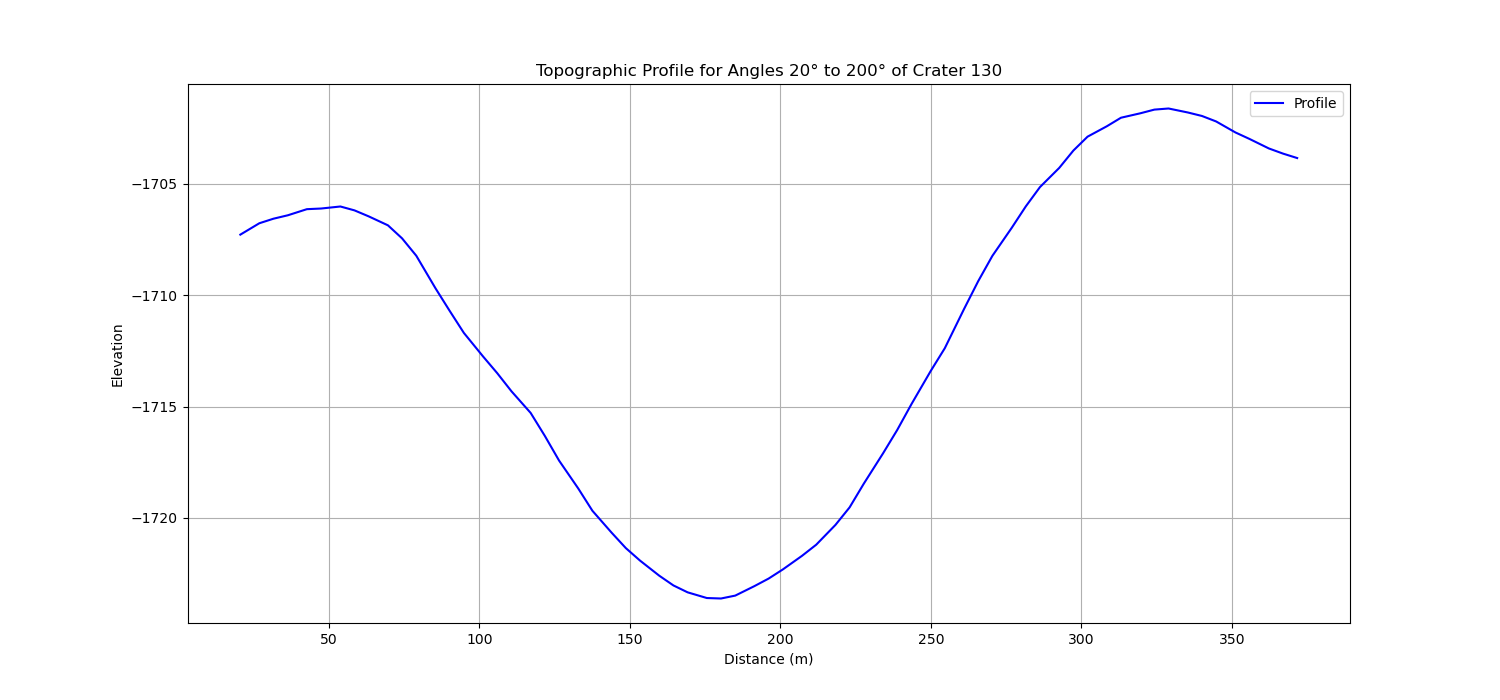 Topographic Profile for Angles 20° to 200° of Crater 130
Profile
−1705
−1710
−1715
−1720
Elevation
50 100 150 200 250 300 350
Distance (m)